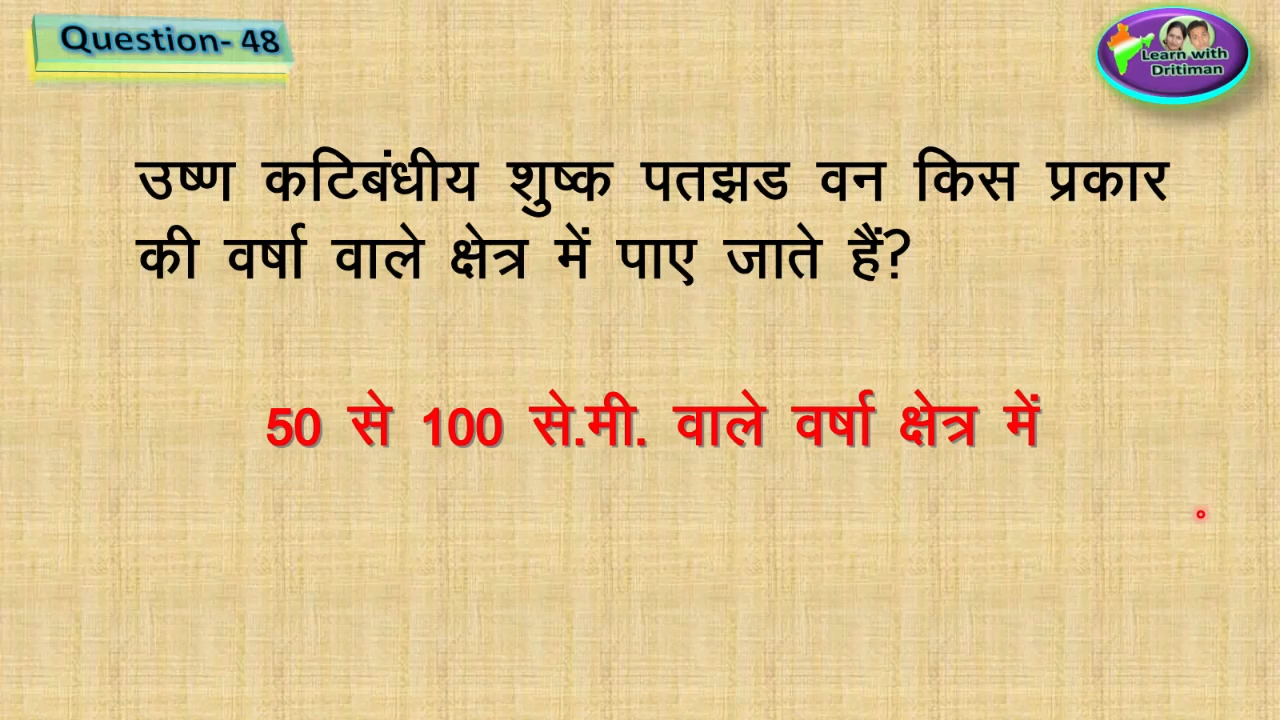 Question- 48
Learn with
Dritiman
उष्ण कटिबंधीय शुष्क पतझड वन किस प्रकार
की वर्षा वाले क्षेत्र में पाए जाते हैं?
50 से 100 से.मी. वाले वर्षा क्षेत्र में